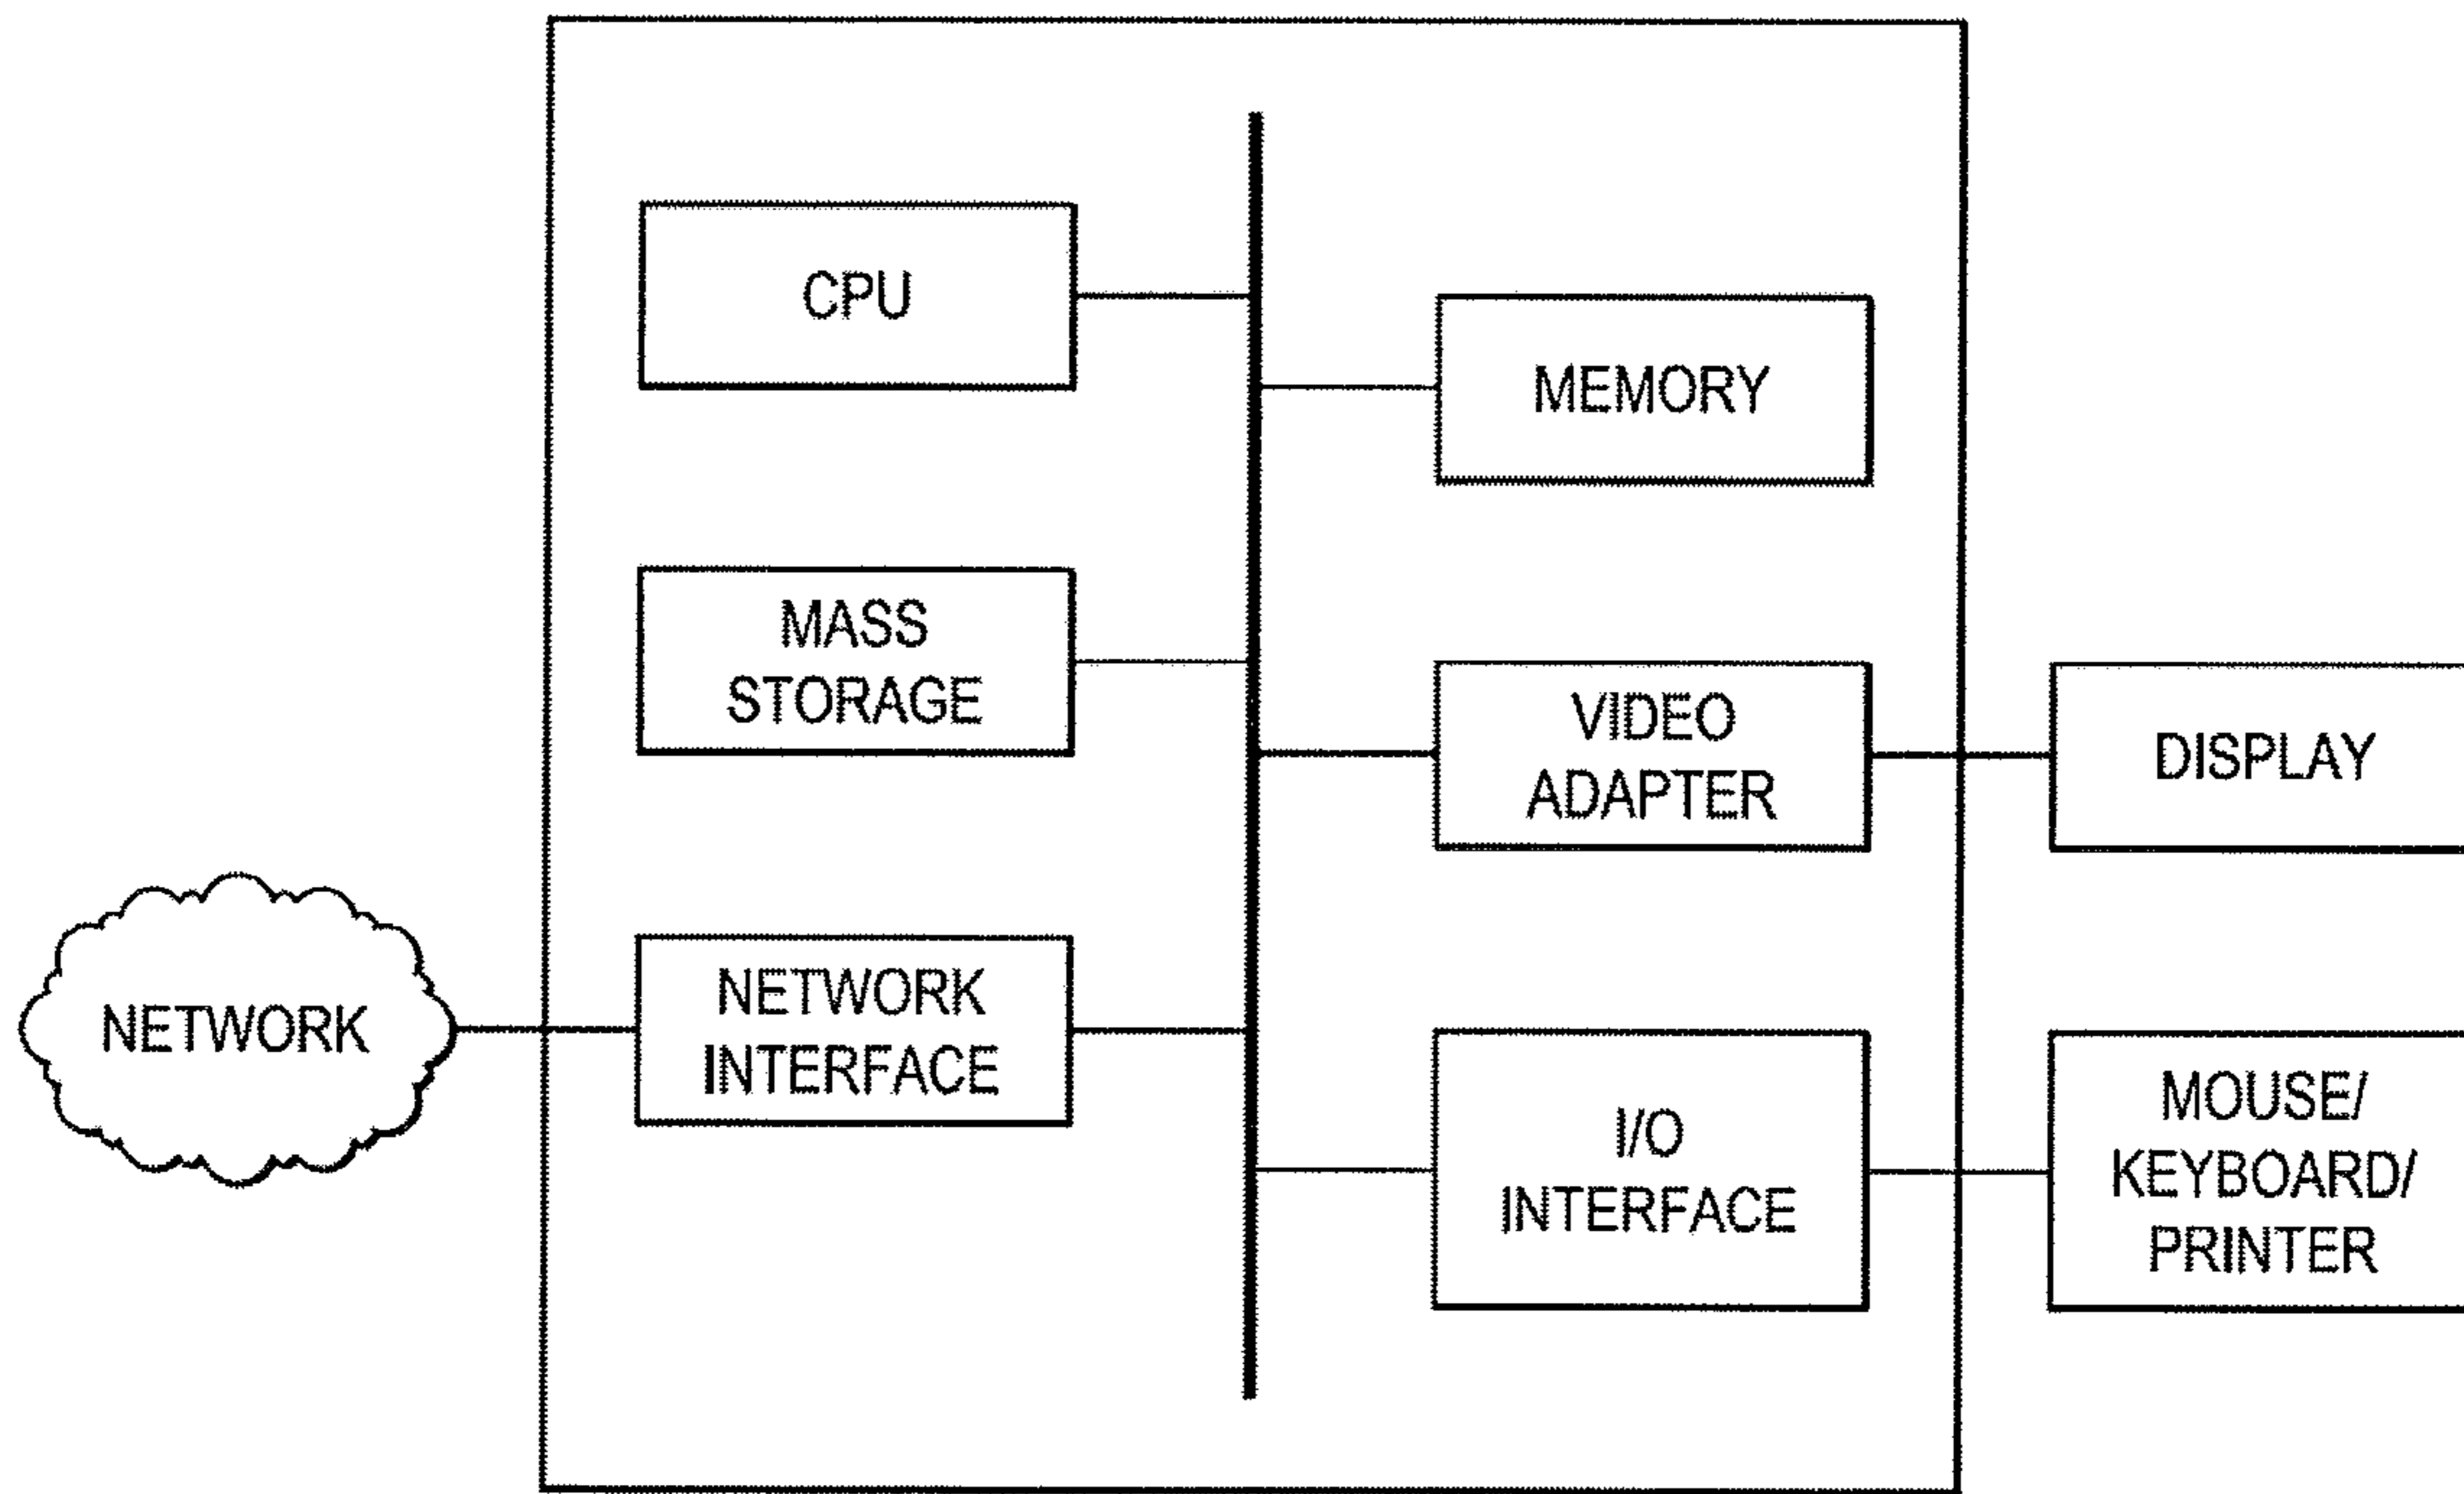 CPU
MEMORY
MASS
STORAGE
VIDEO
ADAPTER
DISPLAY
NETWORK
NETWORK
INTERFACE
I/O
INTERFACE
MOUSE/
KEYBOARD/
PRINTER